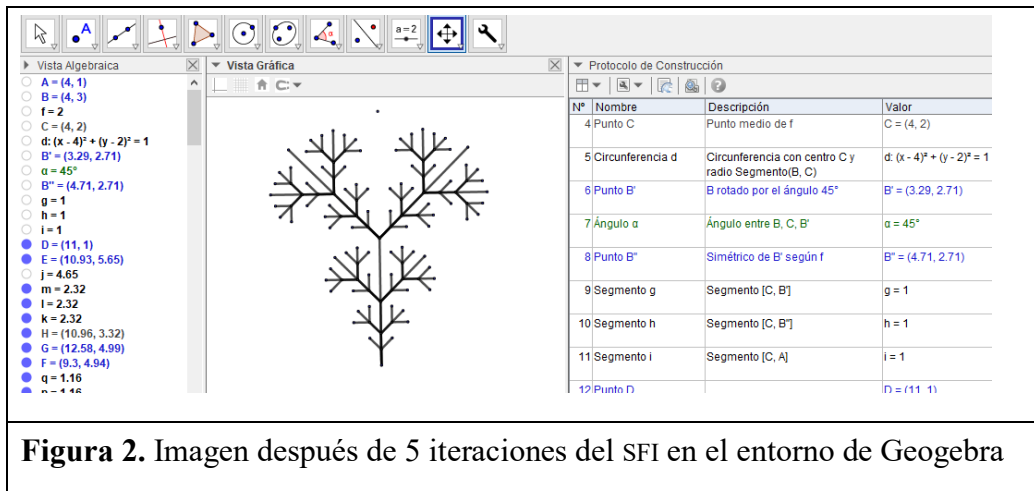 A
α
a=2
Vista Algebraica
A = (4, 1)
B = (4, 3)
f = 2
C = (4, 2)
d: (x - 4)² + (y - 2)² = 1
B' = (3.29, 2.71)
α = 45°
B'' = (4.71, 2.71)
g = 1
h = 1
i = 1
D = (11, 1)
E = (10.93, 5.65)
j = 4.65
m = 2.32
l = 2.32
k = 2.32
H = (10.96, 3.32)
G = (12.58, 4.99)
F = (9.3, 4.94)
q = 1.16
Vista Gráfica
Protocolo de Construcción
Nº Nombre Descripción Valor
4 Punto C Punto medio de f C = (4, 2)
5 Circunferencia d Circunferencia con centro C y d: (x - 4)² + (y - 2)² = 1
radio Segmento(B, C)
6 Punto B' B rotado por el ángulo 45° B' = (3.29, 2.71)
7 Ángulo α Ángulo entre B, C, B' α = 45°
8 Punto B'' Simétrico de B' según f B'' = (4.71, 2.71)
9 Segmento g Segmento [C, B'] g = 1
10 Segmento h Segmento [C, B''] h = 1
11 Segmento i Segmento [C, A] i = 1
12 Punto D D = (11, 1)
Figura 2. Imagen después de 5 iteraciones del SFI en el entorno de Geogebra